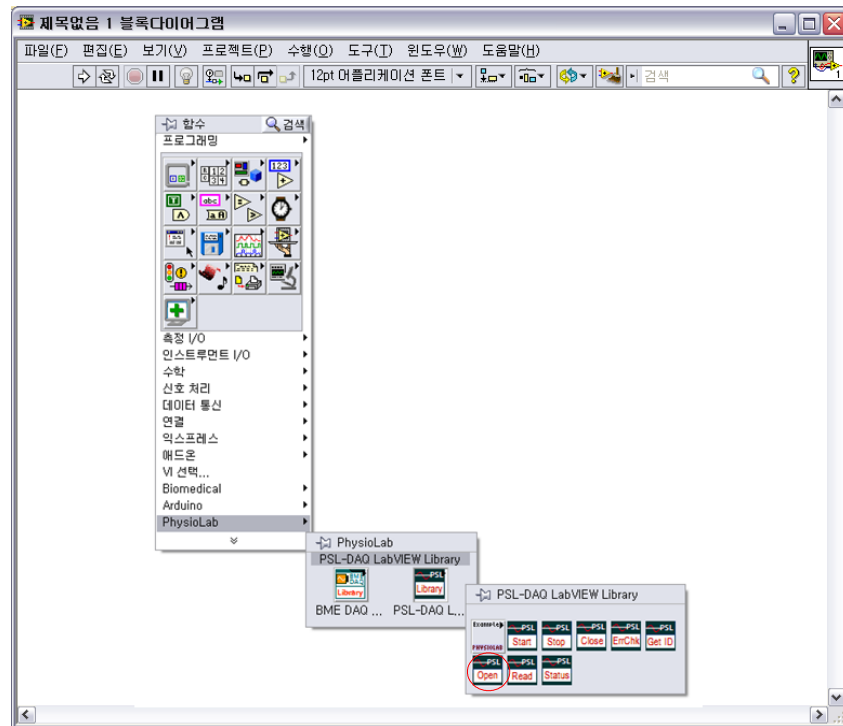 제목없음 1 블록다이어그램
파일(F) 편집(E) 보기(V) 프로젝트(P) 수행(O) 도구(T) 윈도우(W) 도움말(H)
12pt 어플리케이션 폰트 검색
1
함수 검색
프로그래밍
측정 I/O
인스트루먼트 I/O
수학
신호 처리
데이터 통신
연결
익스프레스
애드온
VI 선택...
Biomedical
Arduino
PhysioLab
PhysioLab
PSL-DAQ LabVIEW Library
Library Library
BME DAQ ... PSL-DAQ L...
PSL-DAQ LabVIEW Library
Example PSL PSL PSL PSL PSL
PHYSIOLAB Start Stop Close ErrChk Get ID
PSL PSL PSL
Open Read Status